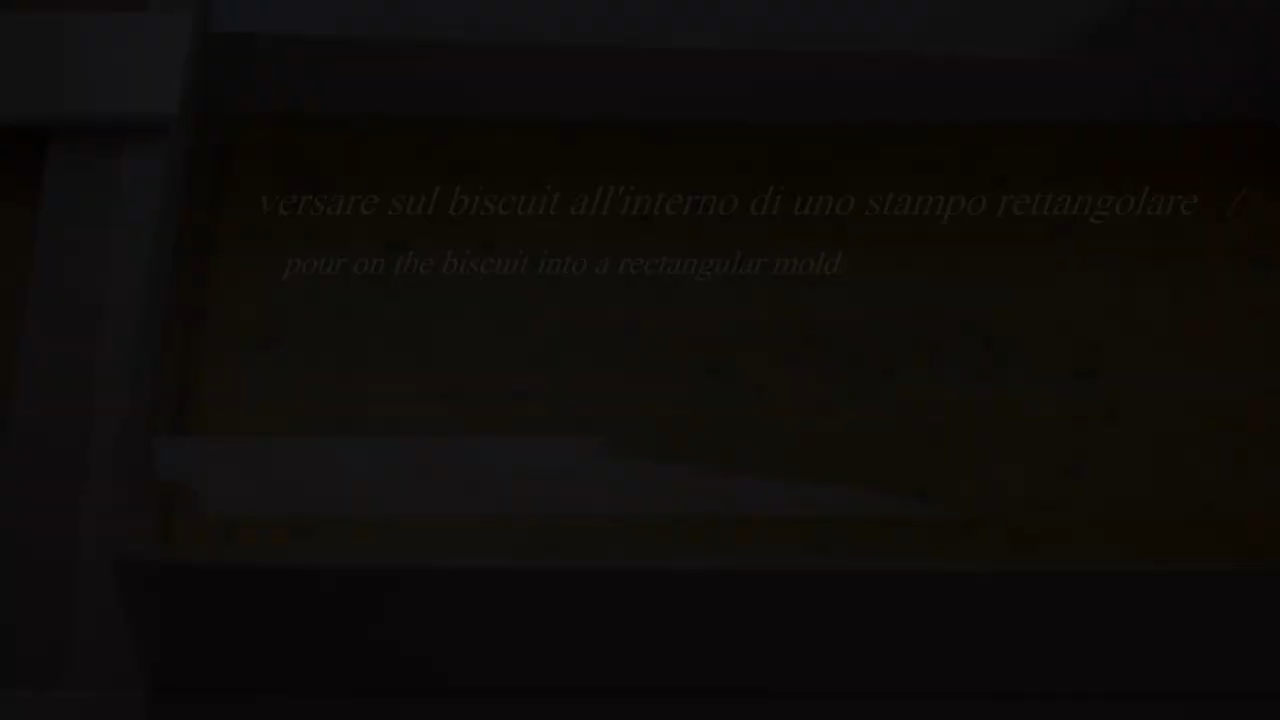 versare sul biscuit all'interno di uno stampo rettangolare
pour on the biscuit into a rectangular mold